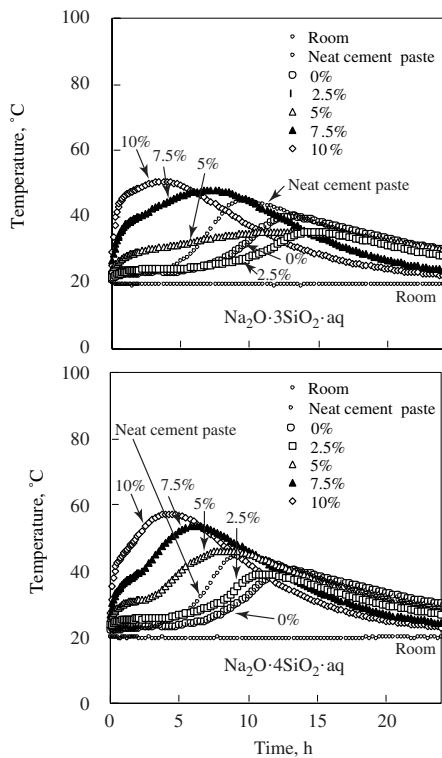 100
80
60
40
20
0
Temperature, °C
Room
Neat cement paste
0%
2.5%
5%
7.5%
10%
10%
7.5%
5%
Neat cement paste
0%
2.5%
Room
Na₂O·3SiO₂·aq
100
80
60
40
20
0
Temperature, °C
Room
Neat cement paste
0%
2.5%
5%
7.5%
10%
Neat cement paste
10%
7.5%
5%
2.5%
0%
Room
Na₂O·4SiO₂·aq
0
5
10
15
20
Time, h